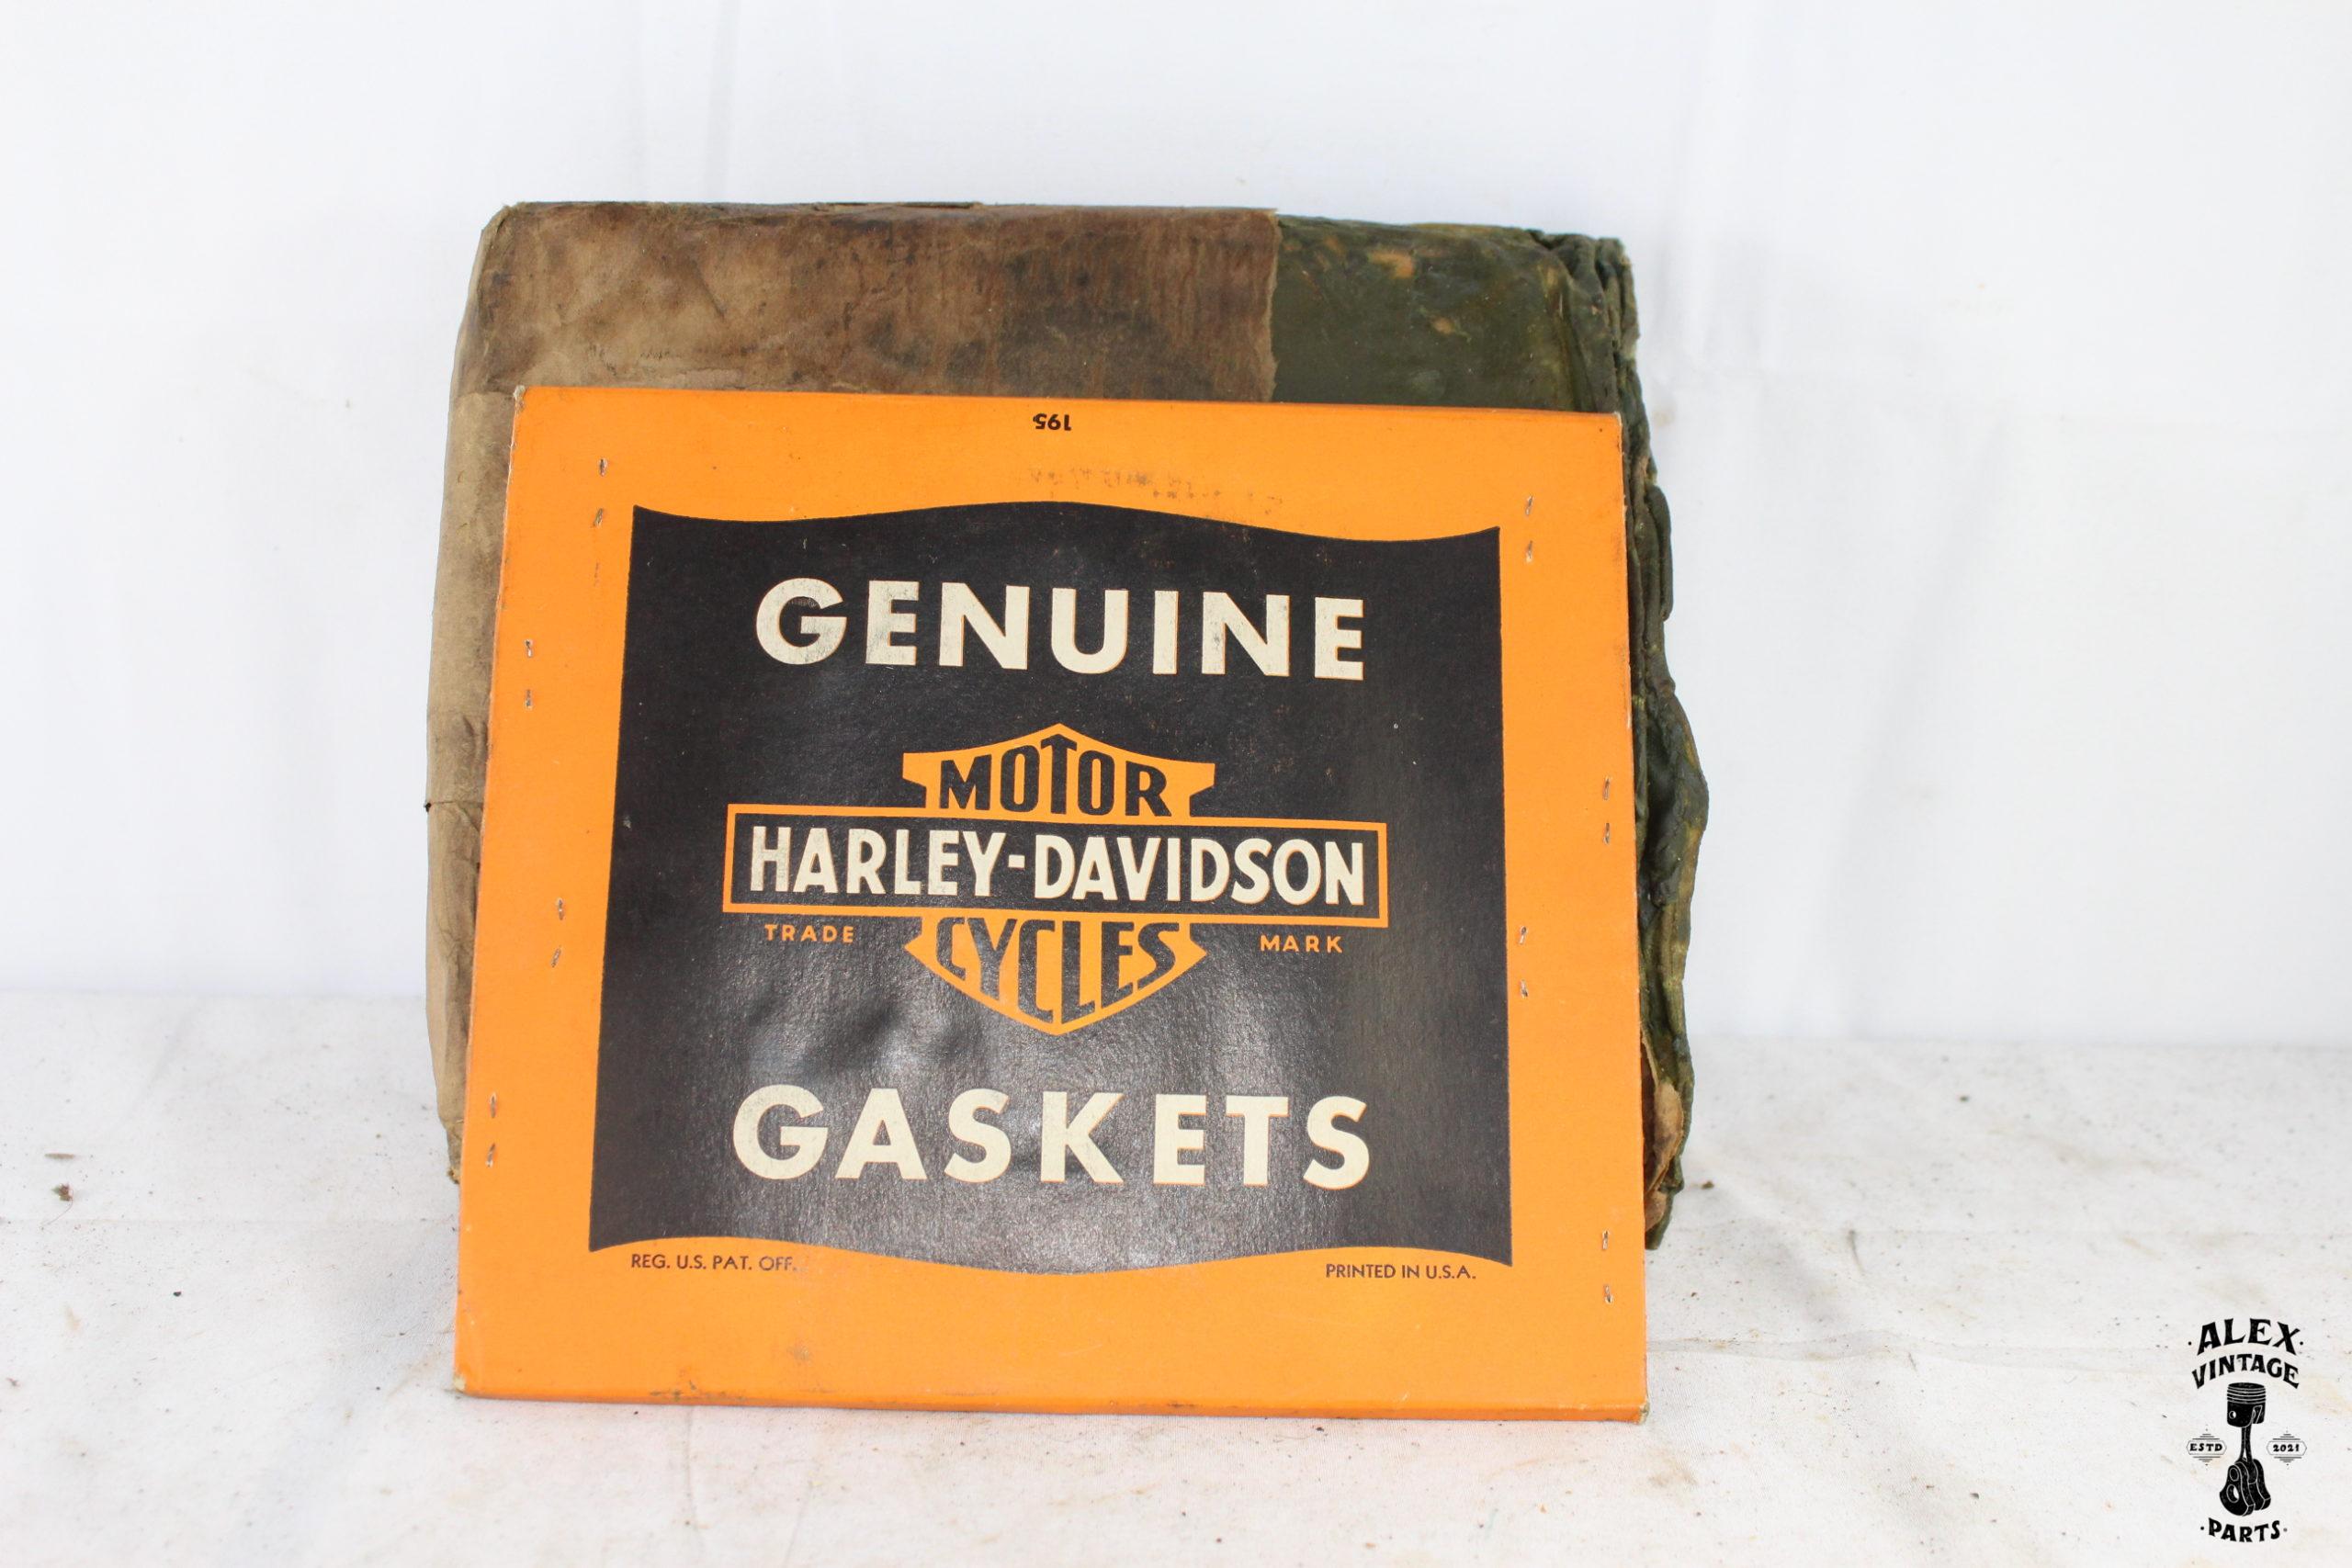 195
GENUINE
MOTOR
HARLEY-DAVIDSON
TRADE MARK
CYCLES
GASKETS
REG. U.S. PAT. OFF. PRINTED IN U.S.A.
ALEX
VINTAGE
ESTD 2021
PARTS